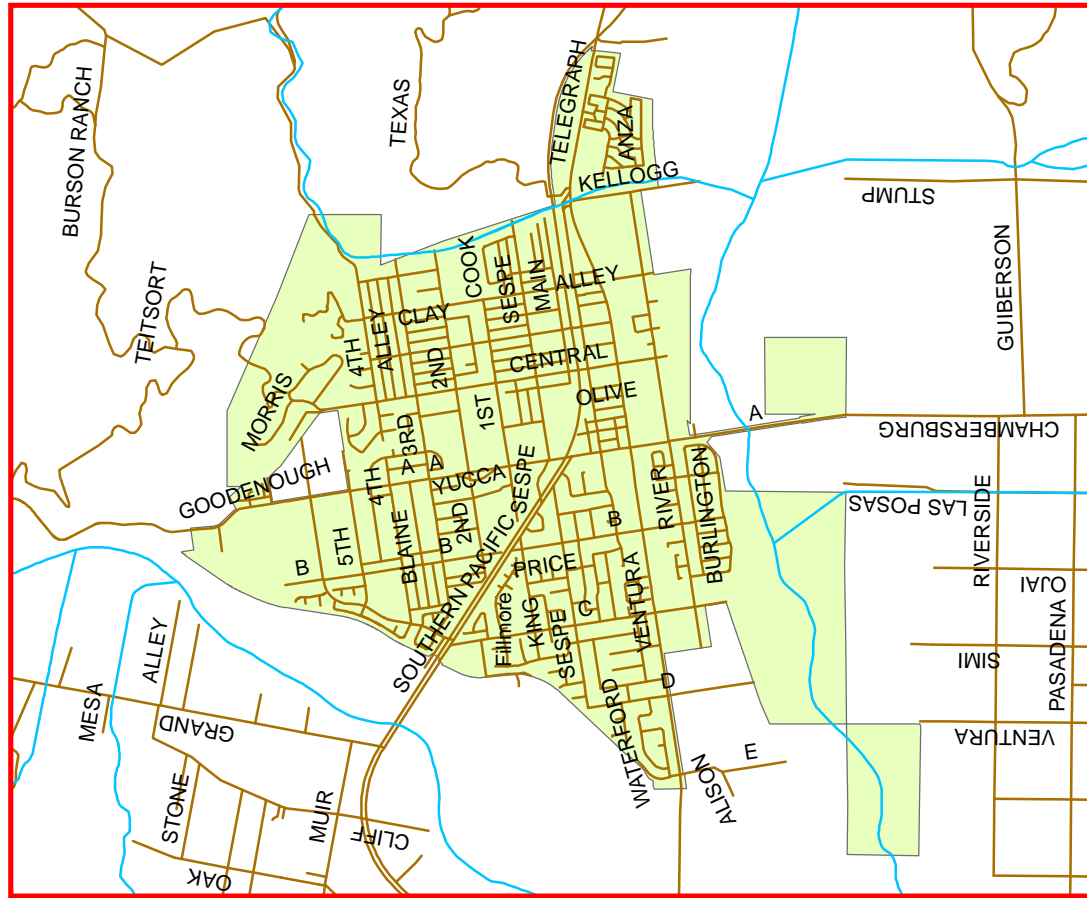 BURSON RANCH
TEXAS
TELEGRAPH
ANZA
KELLOGG
STUMP
TEITSORT
COOK
SESPE
MAIN
ALLEY
CLAY
ALLEY
4TH
2ND
CENTRAL
GUIBERSON
MORRIS
OLIVE
1ST
A
3RD
CHAMBERSBURG
A
A
YUCCA
SESPE
GOODENOUGH
4TH
RIVER
BURLINGTON
LAS POSAS
RIVERSIDE
5TH
BLAINE
2ND
B
B
B
SOUTHERN PACIFIC
PRICE
OJAI
Fillmore
KING
SESPE
C
VENTURA
ALLEY
SIMI
PASADENA
MESA
GRAND
D
WATERFORD
VENTURA
E
ALISON
STONE
MUIR
CLIFF
OAK